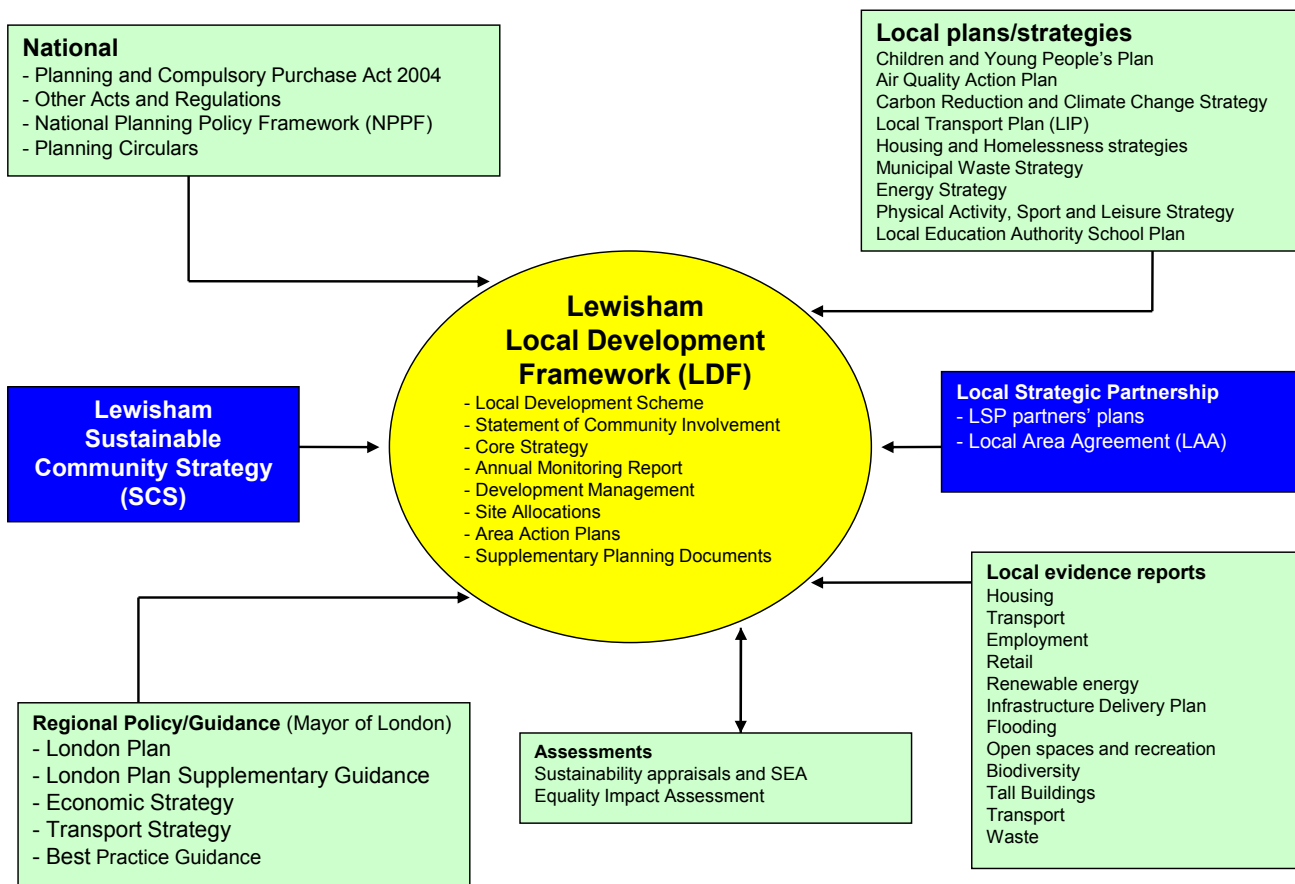 National
- Planning and Compulsory Purchase Act 2004
- Other Acts and Regulations
- National Planning Policy Framework (NPPF)
- Planning Circulars
Local plans/strategies
Children and Young People's Plan
Air Quality Action Plan
Carbon Reduction and Climate Change Strategy
Local Transport Plan (LIP)
Housing and Homelessness strategies
Municipal Waste Strategy
Energy Strategy
Physical Activity, Sport and Leisure Strategy
Local Education Authority School Plan
Lewisham
Local Development
Framework (LDF)
- Local Development Scheme
- Statement of Community Involvement
- Core Strategy
- Annual Monitoring Report
- Development Management
- Site Allocations
- Area Action Plans
- Supplementary Planning Documents
Lewisham
Sustainable
Community Strategy
(SCS)
Local Strategic Partnership
- LSP partners' plans
- Local Area Agreement (LAA)
Regional Policy/Guidance (Mayor of London)
- London Plan
- London Plan Supplementary Guidance
- Economic Strategy
- Transport Strategy
- Best Practice Guidance
Assessments
Sustainability appraisals and SEA
Equality Impact Assessment
Local evidence reports
Housing
Transport
Employment
Retail
Renewable energy
Infrastructure Delivery Plan
Flooding
Open spaces and recreation
Biodiversity
Tall Buildings
Transport
Waste